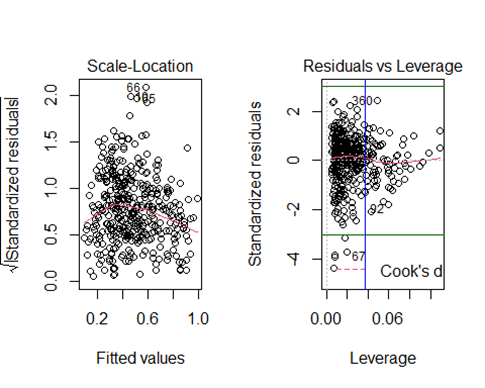 Scale-Location
√|Standardized residuals|
0.0 0.5 1.0 1.5 2.0
66
165
0.2 0.6 1.0
Fitted values
Residuals vs Leverage
Standardized residuals
-4 -2 0 2
360
92
67
Cook's d
0.00 0.06
Leverage